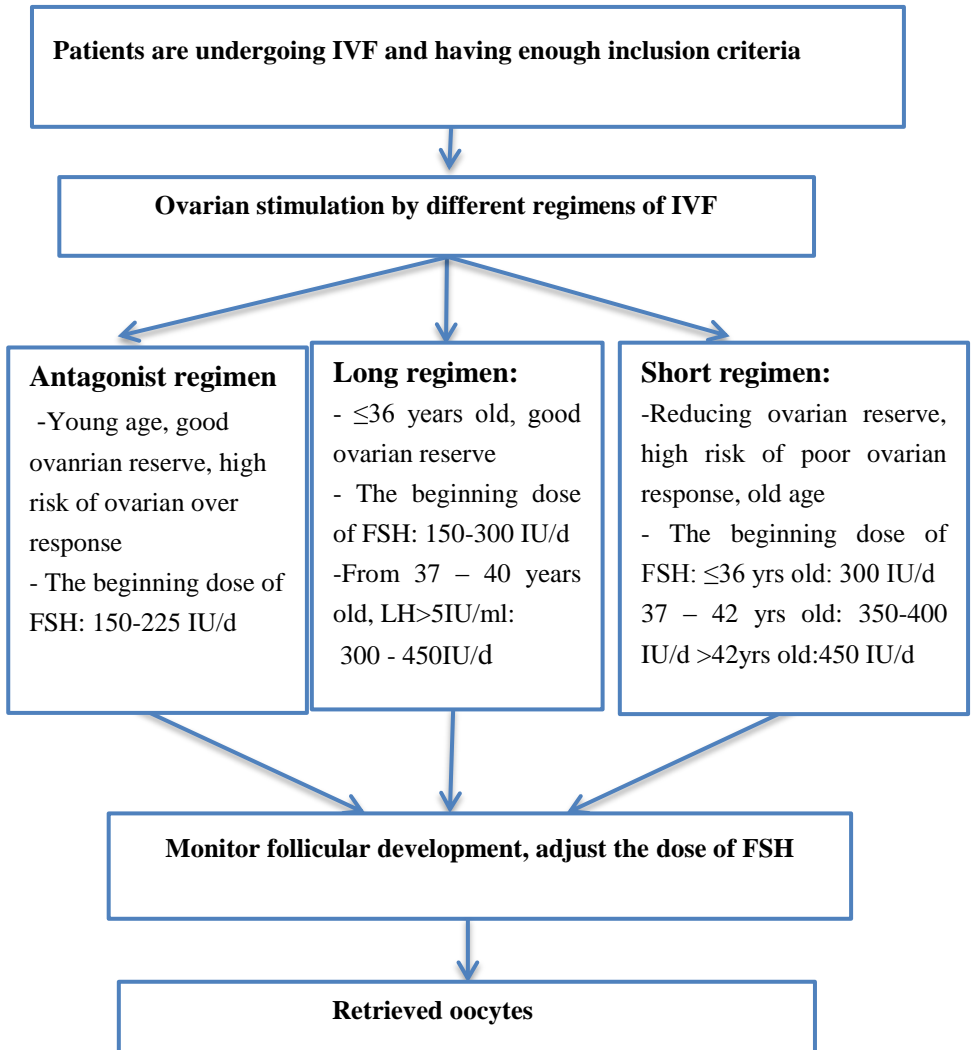 Patients are undergoing IVF and having enough inclusion criteria
Ovarian stimulation by different regimens of IVF
Antagonist regimen
-Young age, good
ovanrian reserve, high
risk of ovarian over
response
- The beginning dose of
FSH: 150-225 IU/d
Long regimen:
- ≤36 years old, good
ovarian reserve
- The beginning dose
of FSH: 150-300 IU/d
-From 37 – 40 years
old, LH>5IU/ml:
300 - 450IU/d
Short regimen:
-Reducing ovarian reserve,
high risk of poor ovarian
response, old age
- The beginning dose of
FSH: ≤36 yrs old: 300 IU/d
37 – 42 yrs old: 350-400
IU/d >42yrs old:450 IU/d
Monitor follicular development, adjust the dose of FSH
Retrieved oocytes